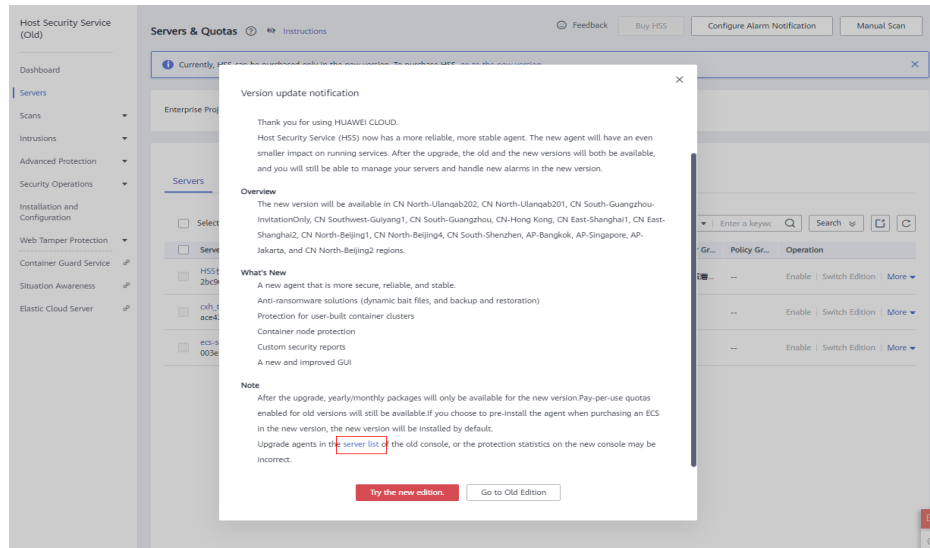 Host Security Service
(Old)
Dashboard
Servers
Scans
Intrusions
Advanced Protection
Security Operations
Installation and
Configuration
Web Tamper Protection
Container Guard Service
Situation Awareness
Elastic Cloud Server
Servers & Quotas
Instructions
Feedback
Buy HSS
Configure Alarm Notification
Manual Scan
Currently, HSS can be purchased only in the new version. To purchase HSS, go to the new version.
Enterprise Proj
Servers
Select
Enter a keywc
Search
Serve
Gr...
Policy Gr...
Operation
--
Enable | Switch Edition | More
cxh_t
--
Enable | Switch Edition | More
ecs-s
--
Enable | Switch Edition | More
Version update notification
Thank you for using HUAWEI CLOUD.
Host Security Service (HSS) now has a more reliable, more stable agent. The new agent will have an even
smaller impact on running services. After the upgrade, the old and the new versions will both be available,
and you will still be able to manage your servers and handle new alarms in the new version.
Overview
The new version will be available in CN North-Ulanqab202, CN North-Ulanqab201, CN South-Guangzhou-
InvitationOnly, CN Southwest-Guiyang1, CN South-Guangzhou, CN-Hong Kong, CN East-Shanghai1, CN East-
Shanghai2, CN North-Beijing1, CN North-Beijing4, CN South-Shenzhen, AP-Bangkok, AP-Singapore, AP-
Jakarta, and CN North-Beijing2 regions.
What's New
A new agent that is more secure, reliable, and stable.
Anti-ransomware solutions (dynamic bait files, and backup and restoration)
Protection for user-built container clusters
Container node protection
Custom security reports
A new and improved GUI
Note
After the upgrade, yearly/monthly packages will only be available for the new version.Pay-per-use quotas
enabled for old versions will still be available.If you choose to pre-install the agent when purchasing an ECS
in the new version, the new version will be installed by default.
Upgrade agents in the server list of the old console, or the protection statistics on the new console may be
incorrect.
Try the new edition.
Go to Old Edition